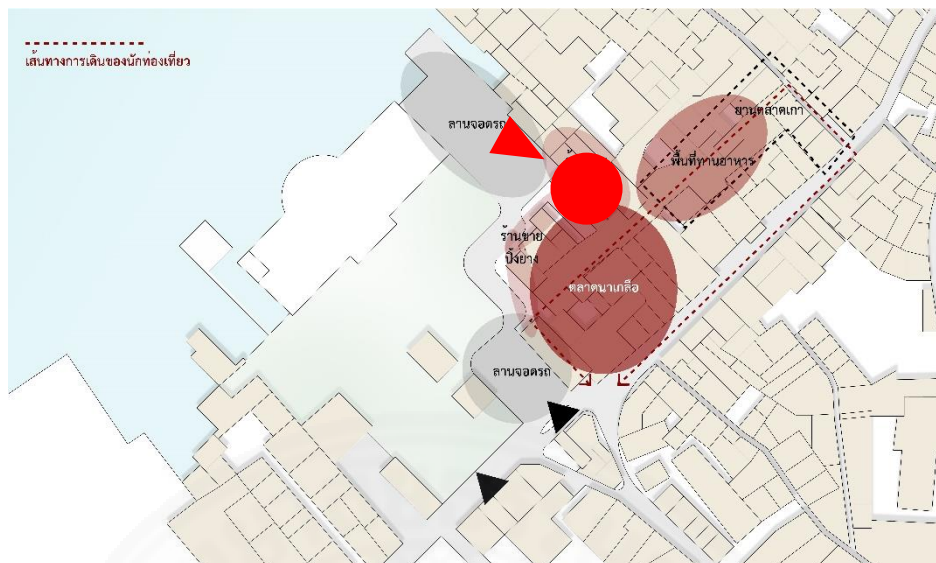 เส้นทางการเดินของนักท่องเที่ยว
ย่านตลาดเก่า
ลานจอดรถ
พื้นที่ทานอาหาร
ร้านขาย
ปิ้งย่าง
ตลาดนาเกลือ
ลานจอดรถ